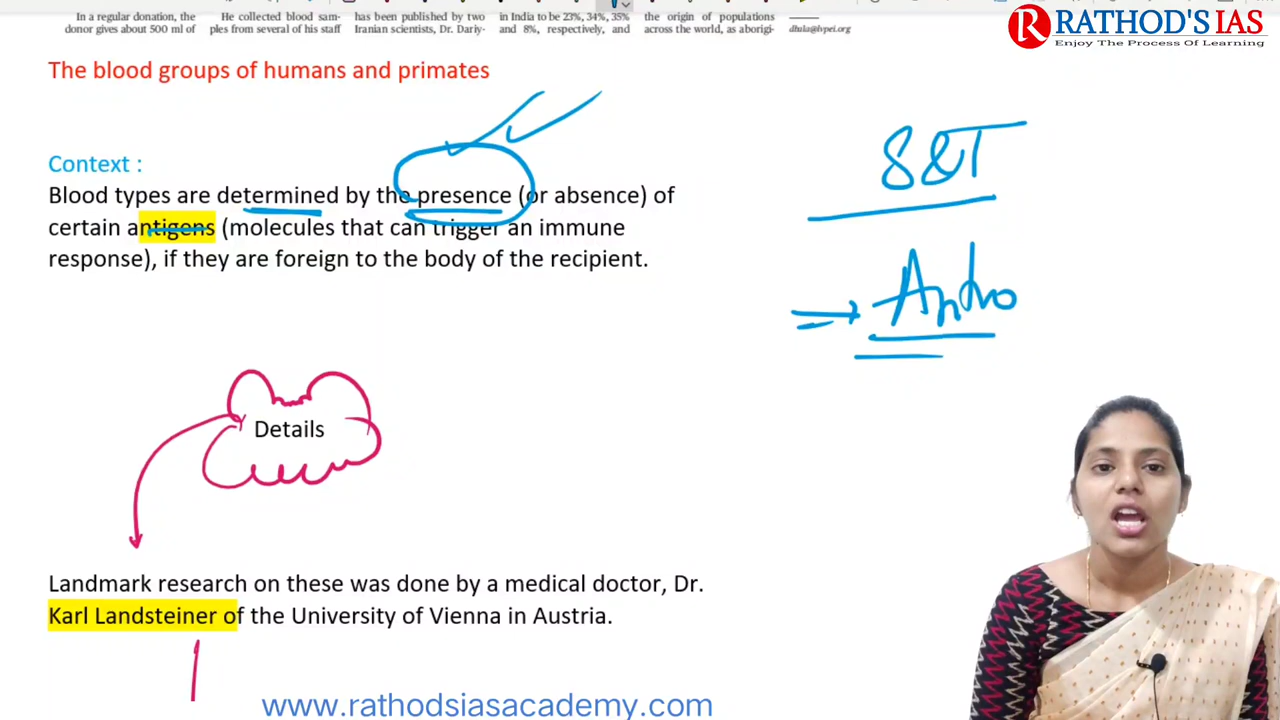 In a regular donation, the
donor gives about 500 ml of
He collected blood sam-
ples from several of his staff
has been published by two
Iranian scientists, Dr. Dariy-
in India to be 23%, 34%, 35%
and 8%, respectively, and
the origin of populations
across the world, as aborigi-
dhula@lvpei.org
R RATHOD'S IAS
Enjoy The Process Of Learning
The blood groups of humans and primates
S&T
Context :
Blood types are determined by the presence (or absence) of
certain antigens (molecules that can trigger an immune
response), if they are foreign to the body of the recipient.
Antro
Details
Landmark research on these was done by a medical doctor, Dr.
Karl Landsteiner of the University of Vienna in Austria.
www.rathodsiasacademy.com